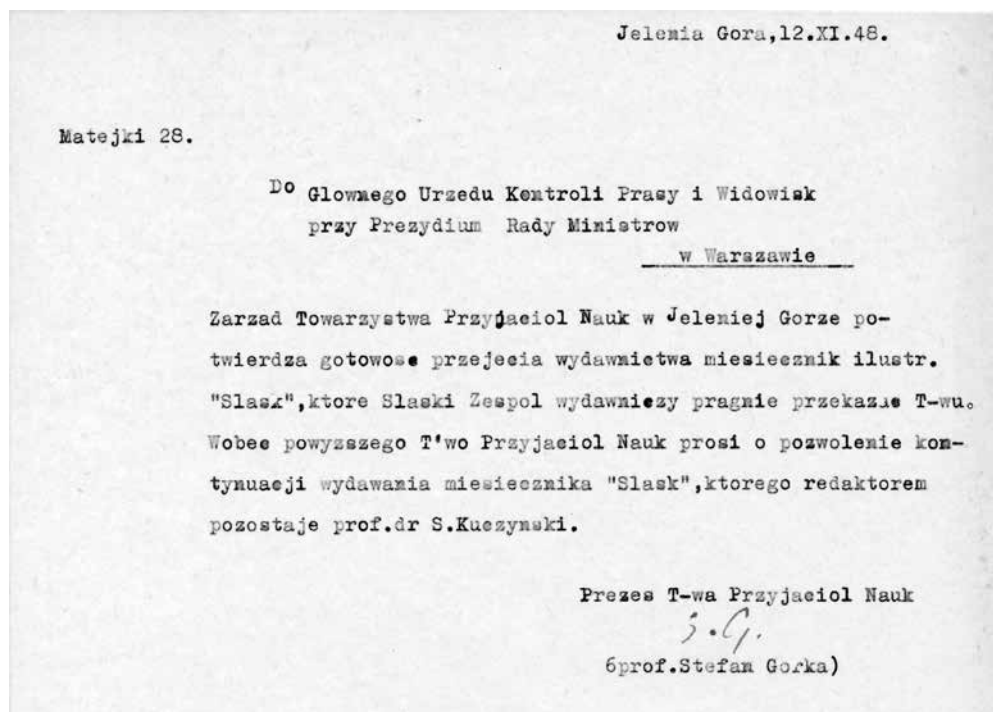 Jelenia Gora,12.XI.48.
Matejki 28.
Do Glownego Urzedu Kontroli Prasy i Widowisk
przy Prezydium Rady Ministrow
w Warszawie
Zarzad Towarzystwa Przyjaciol Nauk w Jeleniej Gorze po-
twierdza gotowosc przejecia wydawnictwa miesiecznik ilustr.
"Slask",ktore Slaski Zespol wydawniczy pragnie przekazac T-wu.
Wobec powyzszego T'wo Przyjaciol Nauk prosi o pozwolenie kon-
tynuacji wydawania miesiecznika "Slask",ktorego redaktorem
pozostaje prof.dr S.Kuczynski.
Prezes T-wa Przyjaciol Nauk
S.G.
6prof.Stefan Gorka)